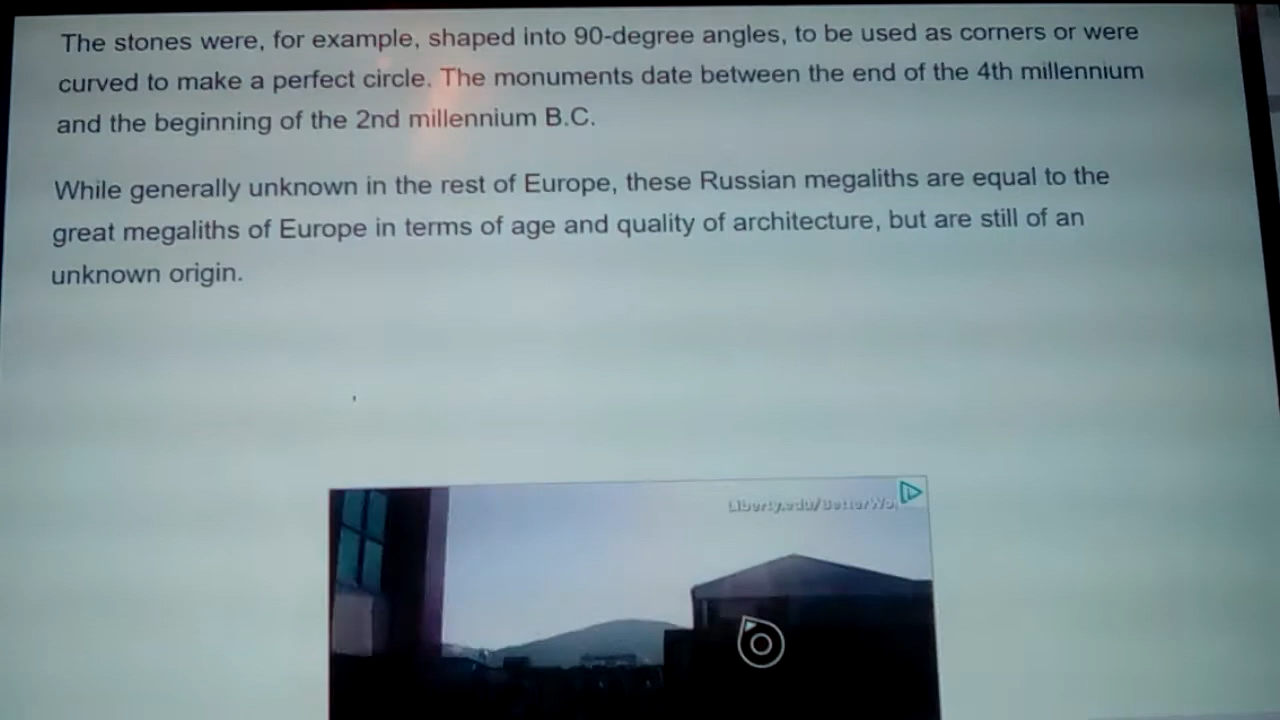 The stones were, for example, shaped into 90-degree angles, to be used as corners or were
curved to make a perfect circle. The monuments date between the end of the 4th millennium
and the beginning of the 2nd millennium B.C.
While generally unknown in the rest of Europe, these Russian megaliths are equal to the
great megaliths of Europe in terms of age and quality of architecture, but are still of an
unknown origin.